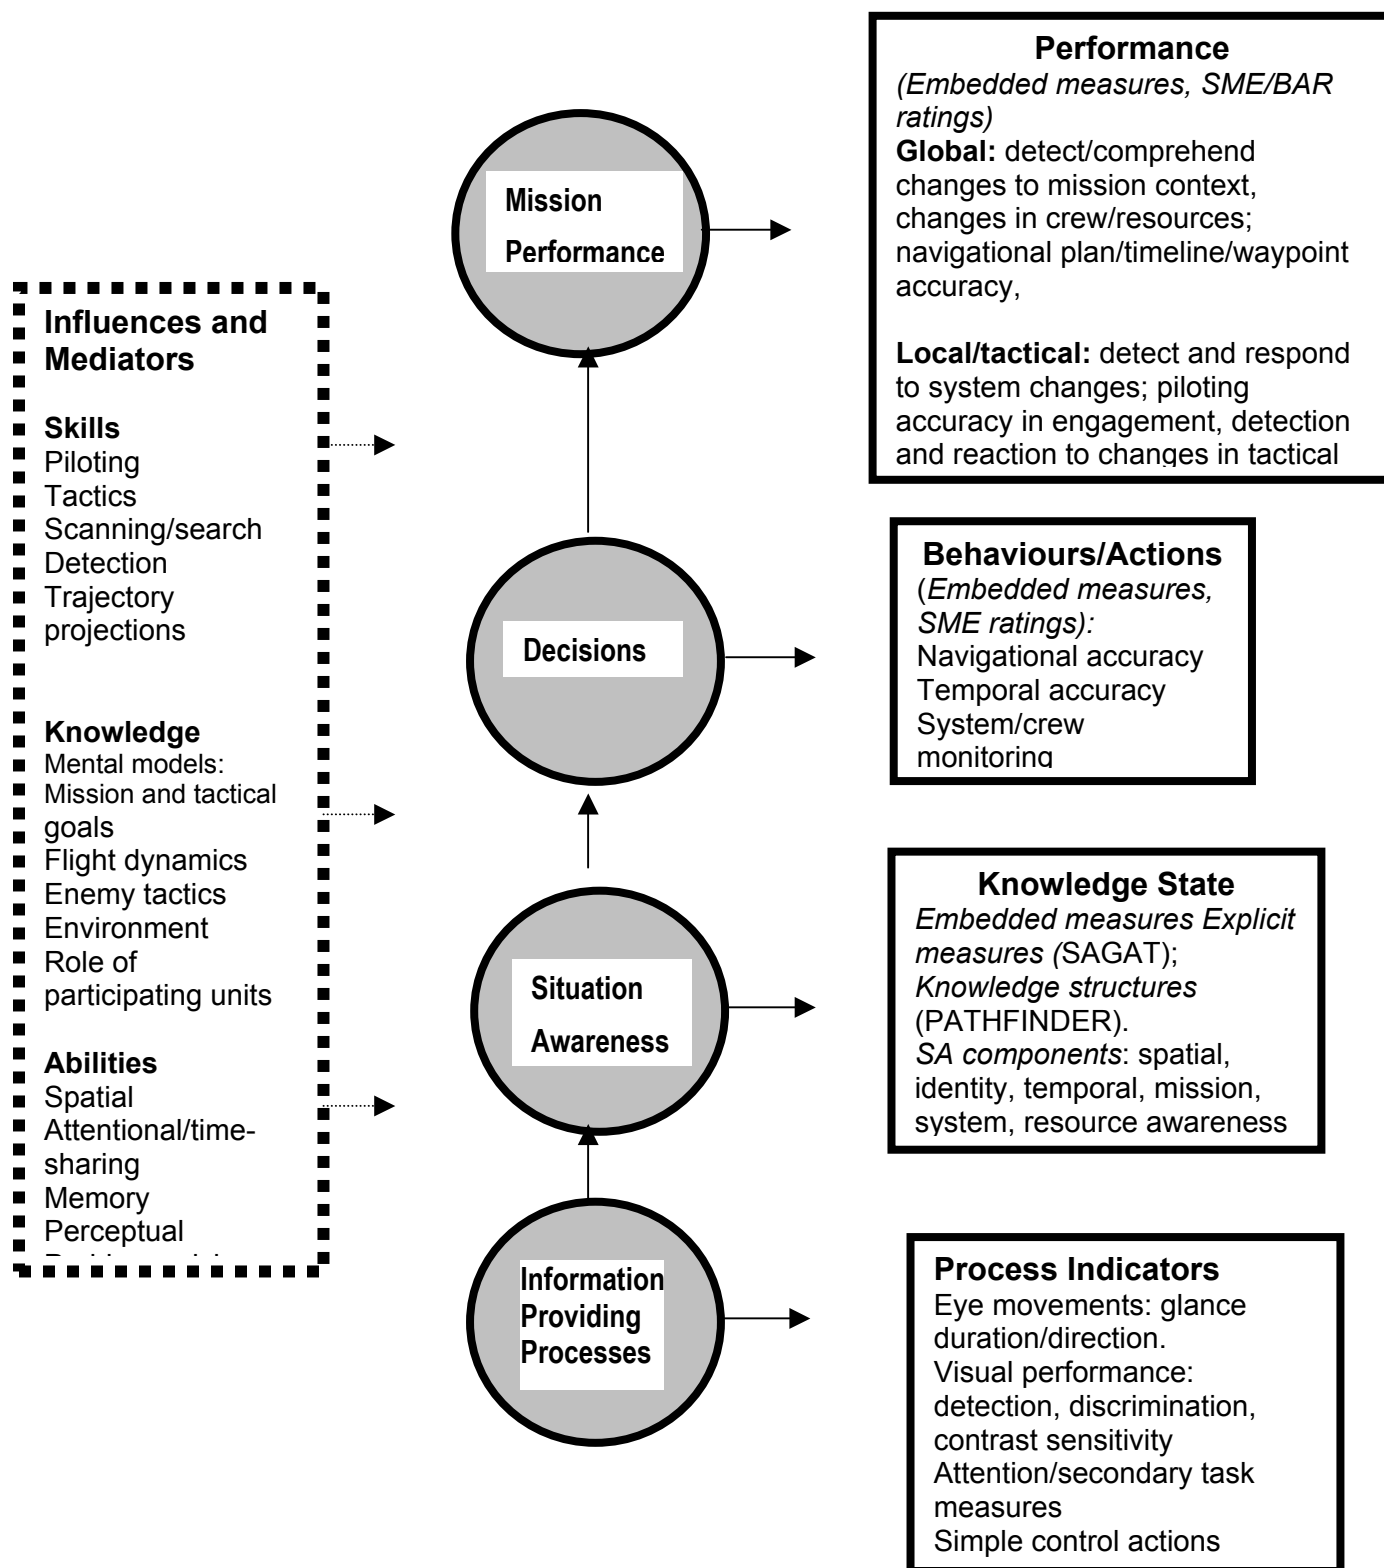 Influences and
Mediators
Skills
Piloting
Tactics
Scanning/search
Detection
Trajectory
projections
Knowledge
Mental models:
Mission and tactical
goals
Flight dynamics
Enemy tactics
Environment
Role of
participating units
Abilities
Spatial
Attentional/time-
sharing
Memory
Perceptual
Mission
Performance
Decisions
Situation
Awareness
Information
Providing
Processes
Performance
(Embedded measures, SME/BAR
ratings)
Global: detect/comprehend
changes to mission context,
changes in crew/resources;
navigational plan/timeline/waypoint
accuracy,
Local/tactical: detect and respond
to system changes; piloting
accuracy in engagement, detection
and reaction to changes in tactical
Behaviours/Actions
(Embedded measures,
SME ratings):
Navigational accuracy
Temporal accuracy
System/crew
monitoring
Knowledge State
Embedded measures Explicit
measures (SAGAT);
Knowledge structures
(PATHFINDER).
SA components: spatial,
identity, temporal, mission,
system, resource awareness
Process Indicators
Eye movements: glance
duration/direction.
Visual performance:
detection, discrimination,
contrast sensitivity
Attention/secondary task
measures
Simple control actions